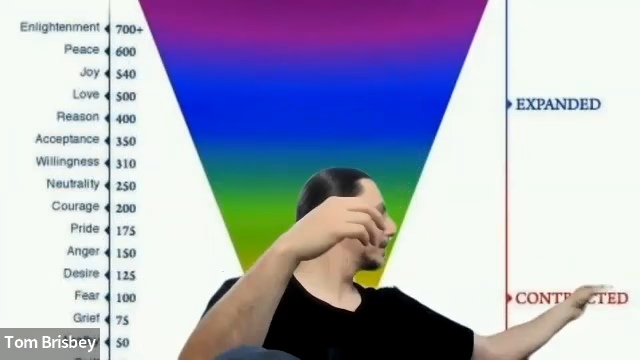 Enlightenment 700+
Peace 600
Joy 540
Love 500
Reason 400
Acceptance 350
Willingness 310
Neutrality 250
Courage 200
Pride 175
Anger 150
Desire 125
Fear 100
Grief 75
50
EXPANDED
CONTRACTED
Tom Brisbey